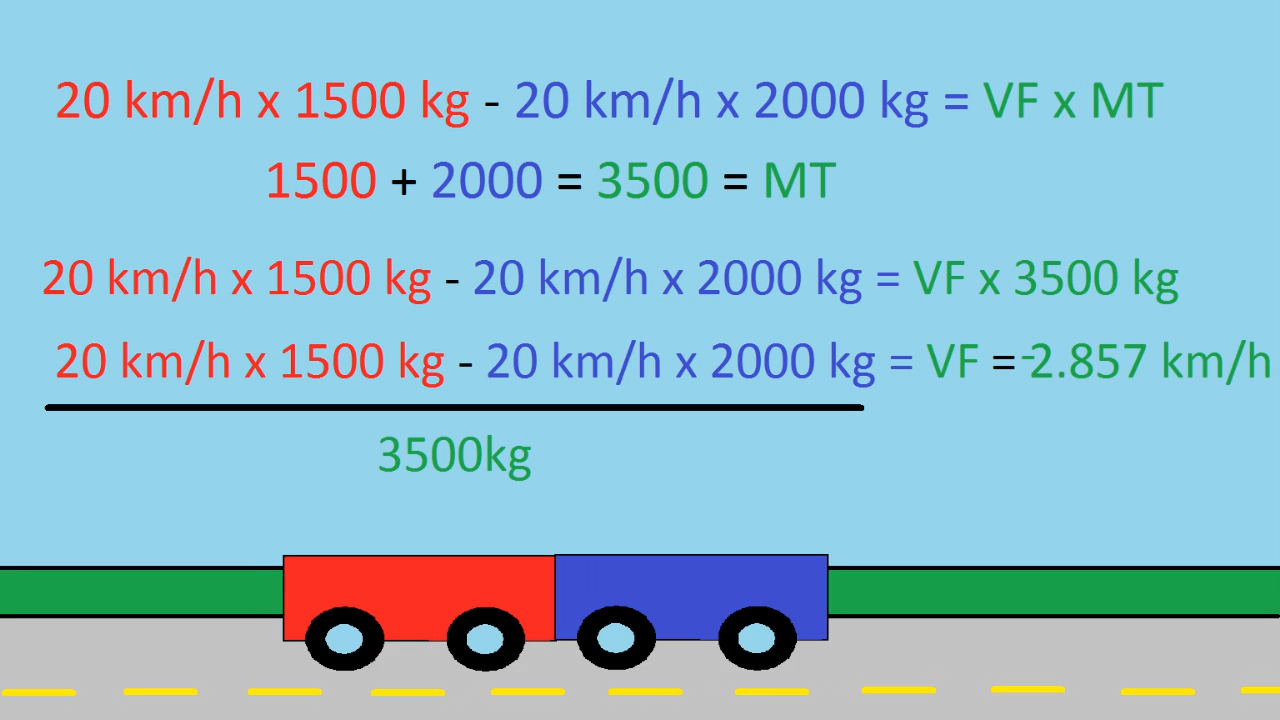 20 km/h x 1500 kg - 20 km/h x 2000 kg = VF x MT
1500 + 2000 = 3500 = MT
20 km/h x 1500 kg - 20 km/h x 2000 kg = VF x 3500 kg
20 km/h x 1500 kg - 20 km/h x 2000 kg = VF = -2.857 km/h
3500kg